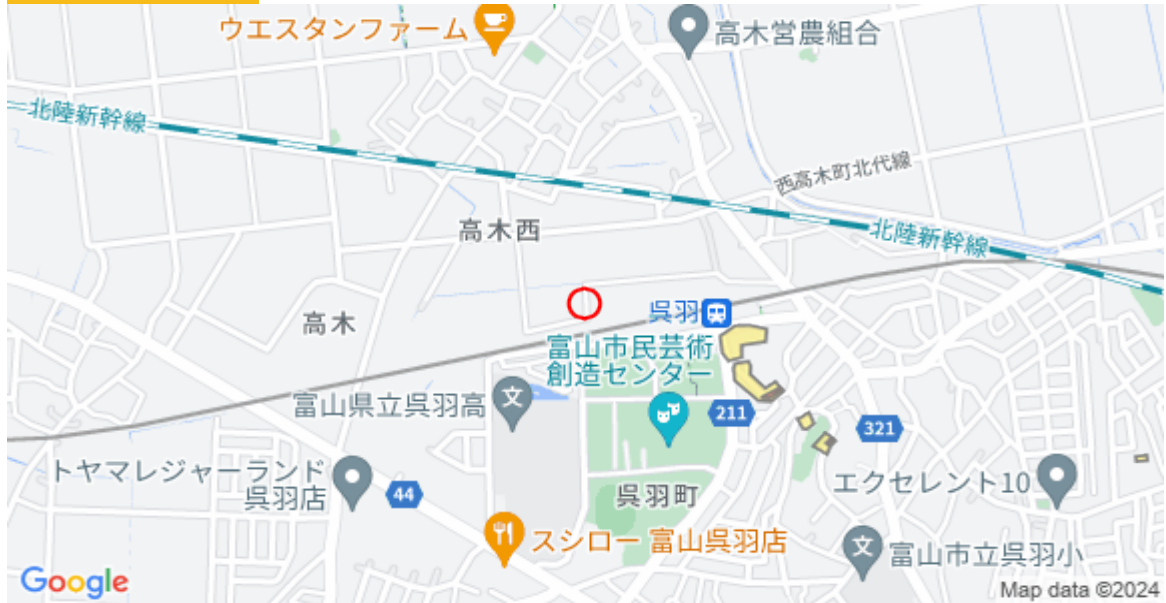 ウエスタンファーム
高木営農組合
北陸新幹線
西高木町北代線
高木西
北陸新幹線
高木
呉羽
富山市民芸術
創造センター
富山県立呉羽高
文
211
321
トヤマレジャーランド
呉羽店
44
エクセレント10
呉羽町
スシロー 富山呉羽店
文
富山市立呉羽小
Google
Map data ©2024